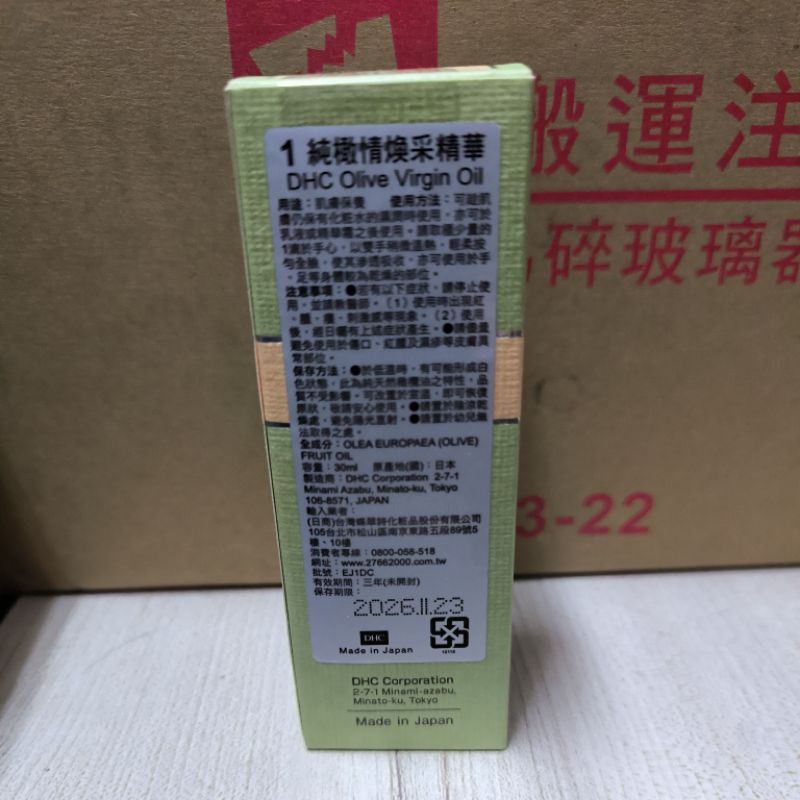 搬運注
碎玻璃器
3-22
1 純橄情煥采精華
DHC Olive Virgin Oil
用途：肌膚保養 使用方法：可趁肌
膚仍保有化粧水的濕潤時使用，亦可於
乳液或精華霜之後使用。請取極少量的
1滴於手心，以雙手稍微溫熱，輕柔按
勻全臉，使其滲透吸收，亦可使用於手
、足等身體較為乾燥的部位。
注意事項：●若有以下症狀，請停止使
用，並請教醫師。（1）使用時出現紅
、腫、癢、刺激感等現象。（2）使用
後，經日曬有上述症狀產生。●請儘量
避免使用於傷口、紅腫及濕疹等皮膚異
常部位。
保存方法：●於低溫時，有可能形成白
色狀態，此為純天然橄欖油之特性，品
質不受影響。可改置於室溫，即可恢復
原狀，敬請安心使用。●請置於陰涼乾
燥處，避免陽光直射。●請置於幼兒無
法取得之處。
全成分：OLEA EUROPAEA (OLIVE)
FRUIT OIL
容量：30ml 原產地(國)：日本
製造商：DHC Corporation 2-7-1
Minami Azabu, Minato-ku, Tokyo
106-8571, JAPAN
輸入業者：
(日商)台灣蝶翠詩化粧品股份有限公司
105台北市松山區南京東路五段89號5
樓、10樓
消費者專線：0800-058-518
網址：www.27662000.com.tw
批號：EJ1DC
有效期間：三年(未開封)
保存期限：
2026.11.23
DHC
Made in Japan
DHC Corporation
2-7-1 Minami-azabu,
Minato-ku, Tokyo
Made in Japan